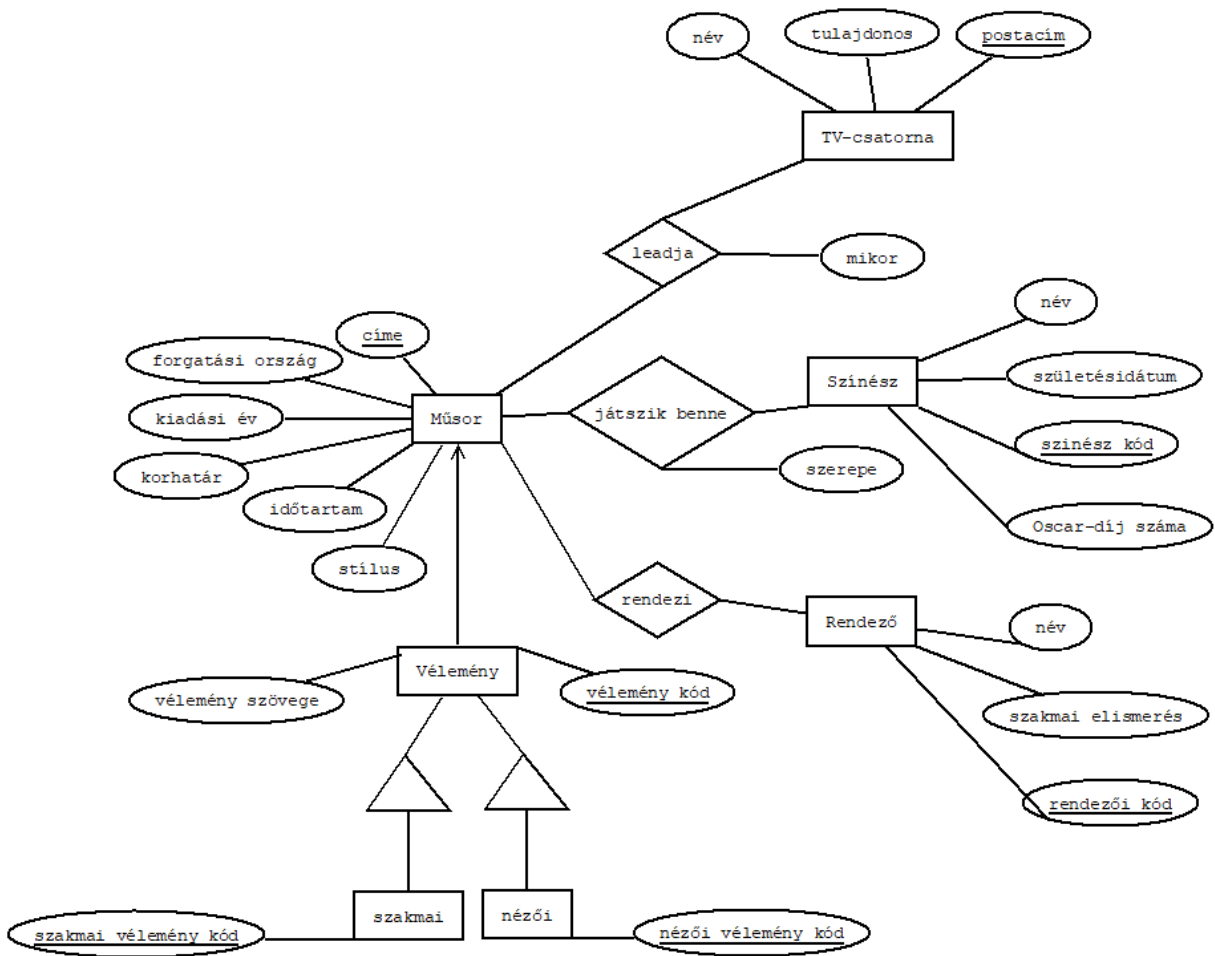 név
tulajdonos
postacím
TV-csatorna
leadja
mikor
név
címe
forgatási ország
Színész
születésidátum
kiadási év
Műsor
játszik benne
szinész kód
korhatár
szerepe
időtartam
Oscar-díj száma
stílus
rendezi
Rendező
név
Vélemény
vélemény szövege
vélemény kód
szakmai elismerés
rendezői kód
szakmai
nézői
szakmai vélemény kód
nézői vélemény kód